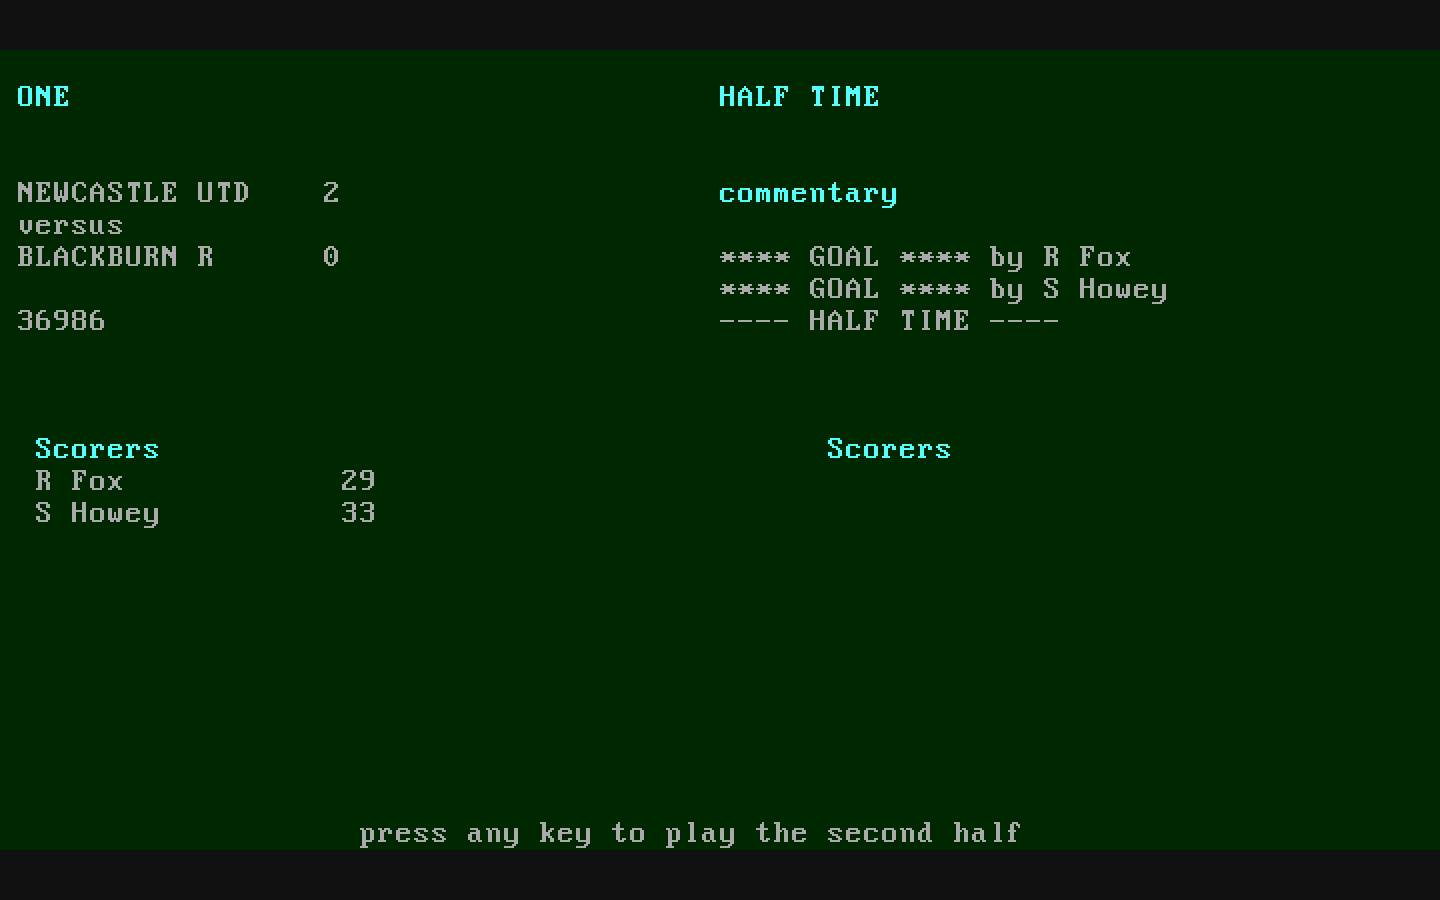 ONE
HALF TIME
NEWCASTLE UTD 2
versus
BLACKBURN R 0
36986
commentary
**** GOAL **** by R Fox
**** GOAL **** by S Howey
---- HALF TIME ----
Scorers
R Fox 29
S Howey 33
Scorers
press any key to play the second half